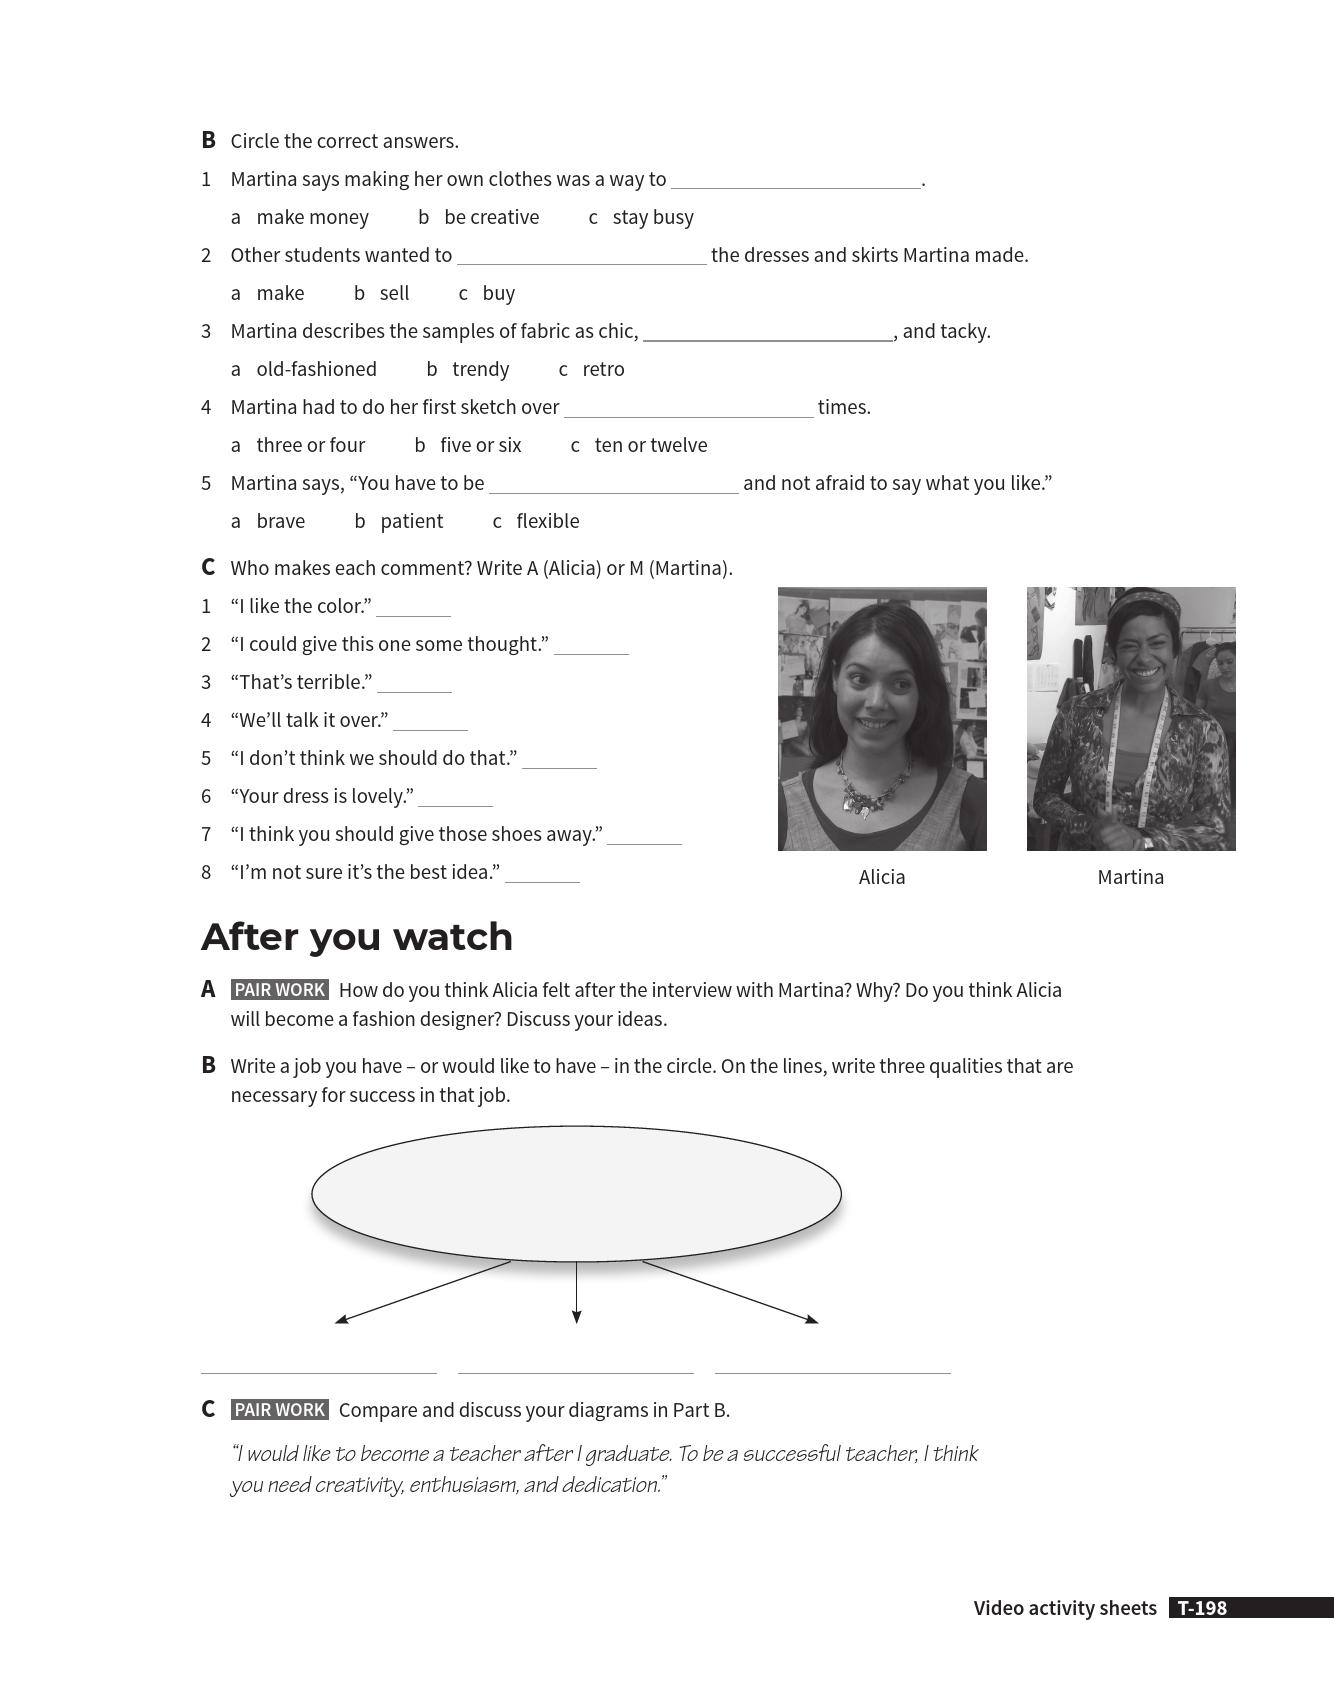 B Circle the correct answers.
1 Martina says making her own clothes was a way to ____________________.
a make money b be creative c stay busy
2 Other students wanted to ____________________ the dresses and skirts Martina made.
a make b sell c buy
3 Martina describes the samples of fabric as chic, ____________________, and tacky.
a old-fashioned b trendy c retro
4 Martina had to do her first sketch over ____________________ times.
a three or four b five or six c ten or twelve
5 Martina says, “You have to be ____________________ and not afraid to say what you like.”
a brave b patient c flexible
C Who makes each comment? Write A (Alicia) or M (Martina).
1 “I like the color.” ______
2 “I could give this one some thought.” ______
3 “That’s terrible.” ______
4 “We’ll talk it over.” ______
5 “I don’t think we should do that.” ______
6 “Your dress is lovely.” ______
7 “I think you should give those shoes away.” ______
8 “I’m not sure it’s the best idea.” ______
Alicia Martina
After you watch
A PAIR WORK How do you think Alicia felt after the interview with Martina? Why? Do you think Alicia
will become a fashion designer? Discuss your ideas.
B Write a job you have – or would like to have – in the circle. On the lines, write three qualities that are
necessary for success in that job.
C PAIR WORK Compare and discuss your diagrams in Part B.
“I would like to become a teacher after I graduate. To be a successful teacher, I think
you need creativity, enthusiasm, and dedication.”
Video activity sheets T-198